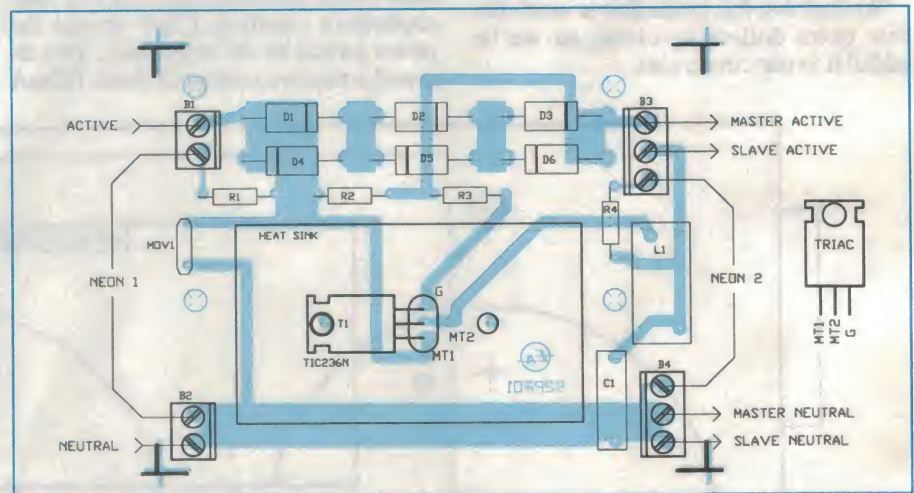 B1
D1
D2
D3
B3
ACTIVE
MASTER ACTIVE
SLAVE ACTIVE
D4
D5
D6
R1
R2
R3
R4
MOV1
HEAT SINK
L1
TRIAC
NEON 1
NEON 2
G
T1
MT2
MT1
TIC236N
MT1
MT2
G
C1
B2
B4
MASTER NEUTRAL
NEUTRAL
SLAVE NEUTRAL